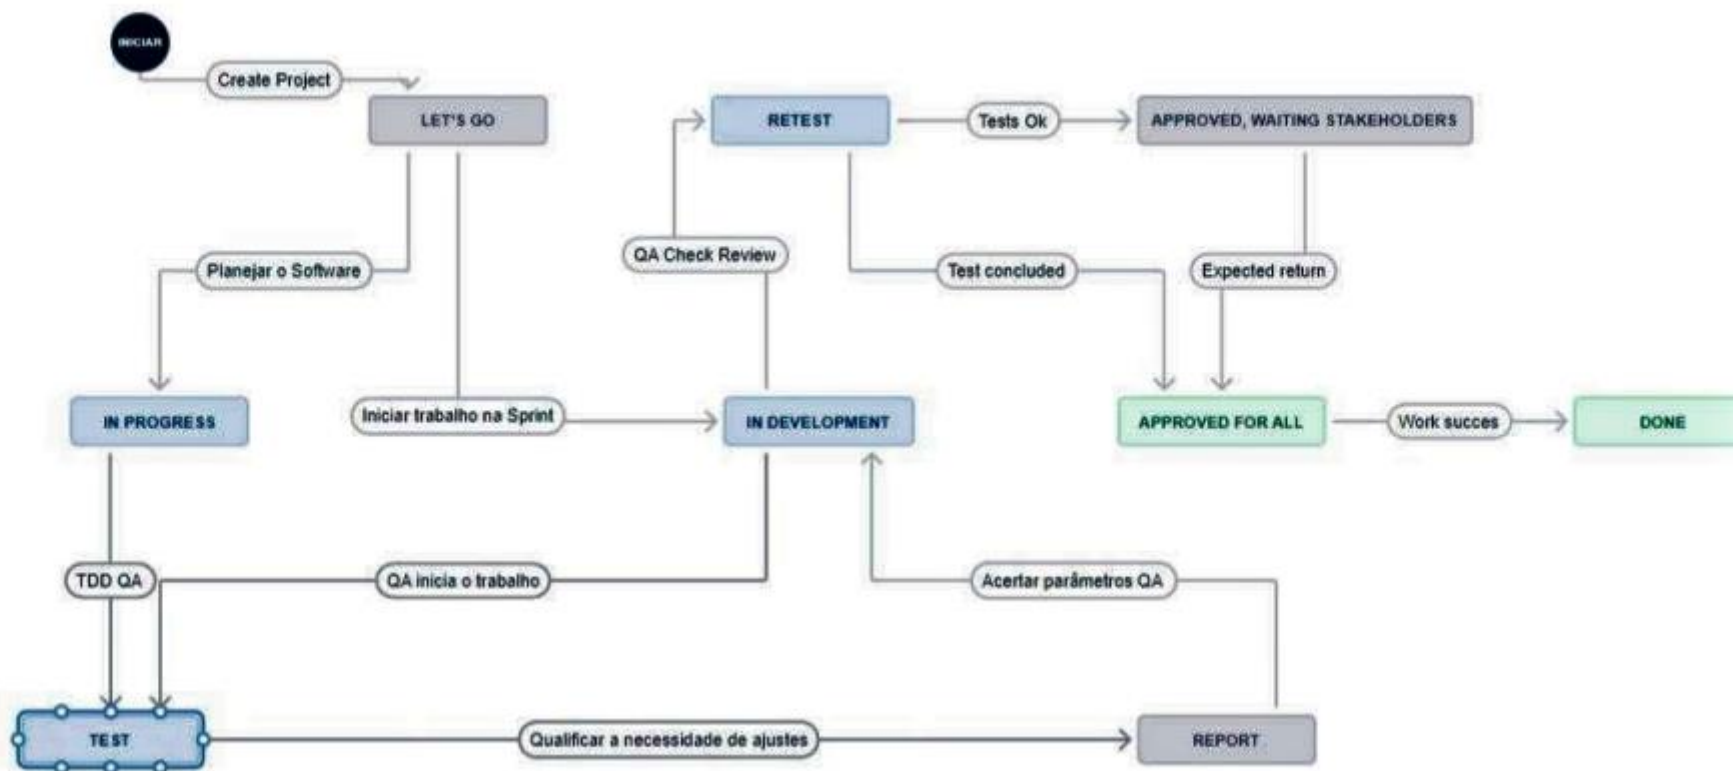 INICIAR
Create Project
LET'S GO
RETEST
Tests Ok
APPROVED, WAITING STAKEHOLDERS
QA Check Review
Planejar o Software
Test concluded
Expected return
IN PROGRESS
Iniciar trabalho na Sprint
IN DEVELOPMENT
APPROVED FOR ALL
Work succes
DONE
TDD QA
QA inicia o trabalho
Acertar parâmetros QA
TEST
Qualificar a necessidade de ajustes
REPORT